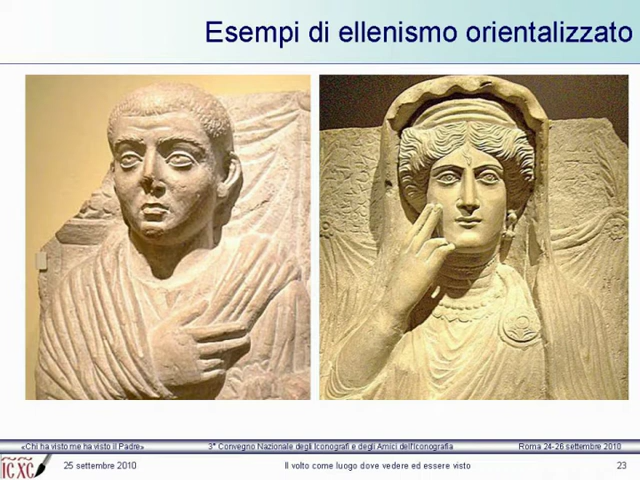 Esempi di ellenismo orientalizzato
«Chi ha visto me ha visto il Padre» 3° Convegno Nazionale degli Iconografi e degli Amici dell'Iconografia Roma 24-26 settembre 2010
IC XC 25 settembre 2010 Il volto come luogo dove vedere ed essere visto 23